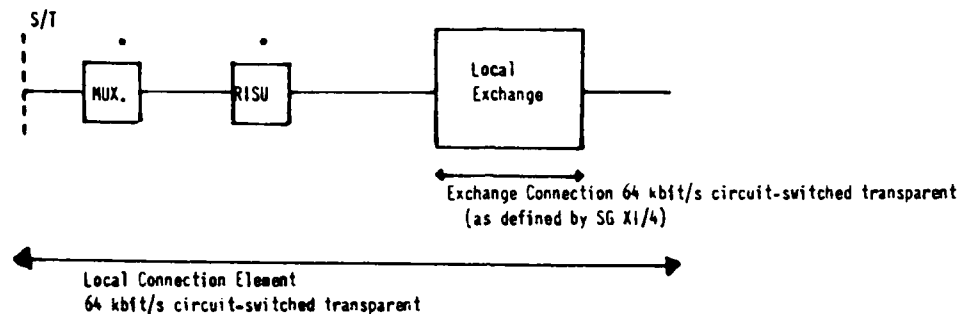 S/T
MUX.
RISU
Local
Exchange
Exchange Connection 64 kbit/s circuit-switched transparent
(as defined by SG XI/4)
Local Connection Element
64 kbit/s circuit-switched transparent